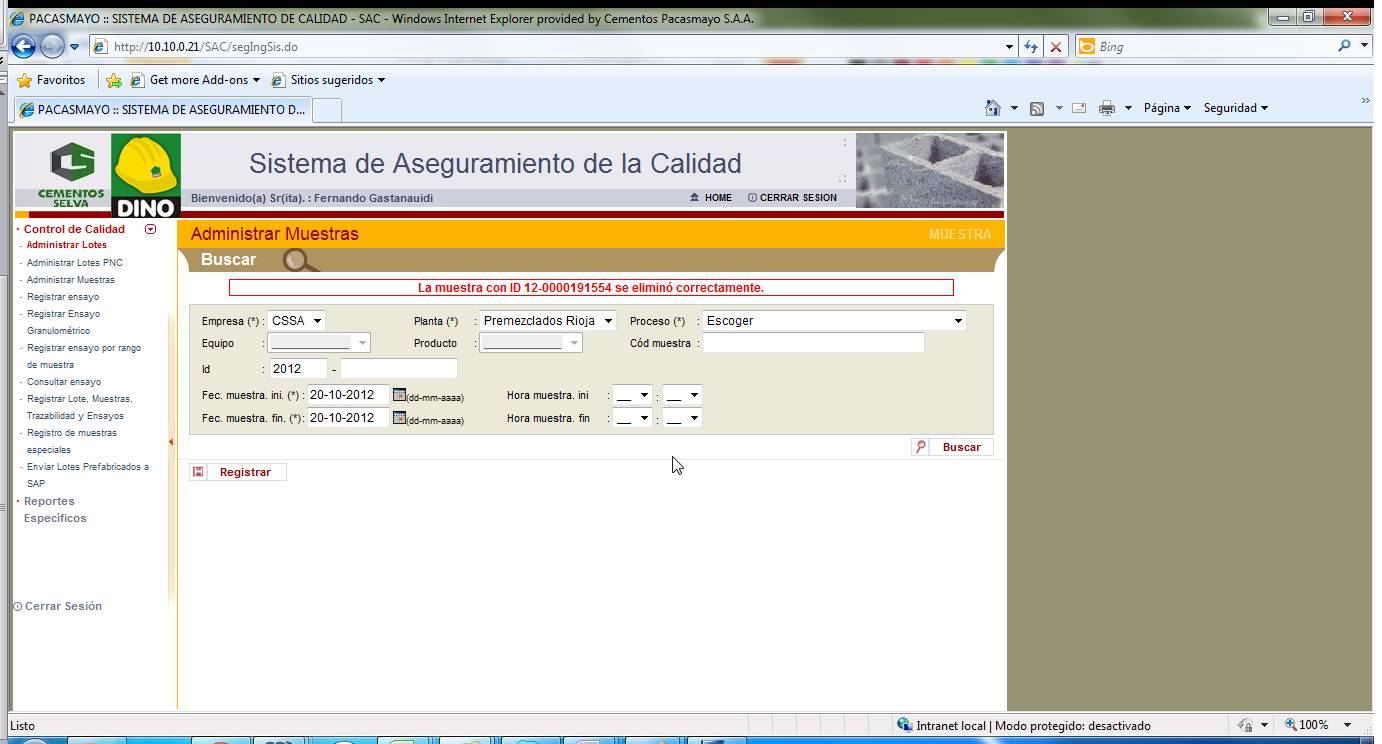 PACASMAYO :: SISTEMA DE ASEGURAMIENTO DE CALIDAD - SAC - Windows Internet Explorer provided by Cementos Pacasmayo S.A.A.
http://10.10.0.21/SAC/segIngSis.do
Bing
Favoritos
Get more Add-ons
Sitios sugeridos
PACASMAYO :: SISTEMA DE ASEGURAMIENTO D...
Página
Seguridad
CEMENTOS
SELVA
DINO
Sistema de Aseguramiento de la Calidad
Bienvenido(a) Sr(ita). : Fernando Gastanauidi
HOME
CERRAR SESION
Control de Calidad
- Administrar Lotes
- Administrar Lotes PNC
- Administrar Muestras
- Registrar ensayo
- Registrar Ensayo
Granulométrico
- Registrar ensayo por rango
de muestra
- Consultar ensayo
- Registrar Lote, Muestras,
Trazabilidad y Ensayos
- Registro de muestras
especiales
- Enviar Lotes Prefabricados a
SAP
Reportes
Específicos
Cerrar Sesión
Administrar Muestras
MUESTRA
Buscar
La muestra con ID 12-0000191554 se eliminó correctamente.
Empresa (*) : CSSA Planta (*) : Premezclados Rioja Proceso (*) : Escoger
Equipo : Producto : Cód muestra :
Id : 2012 -
Fec. muestra. ini. (*) : 20-10-2012 (dd-mm-aaaa) Hora muestra. ini : __ : __
Fec. muestra. fin. (*): 20-10-2012 (dd-mm-aaaa) Hora muestra. fin : __ : __
Buscar
Registrar
Listo
Intranet local | Modo protegido: desactivado
100%